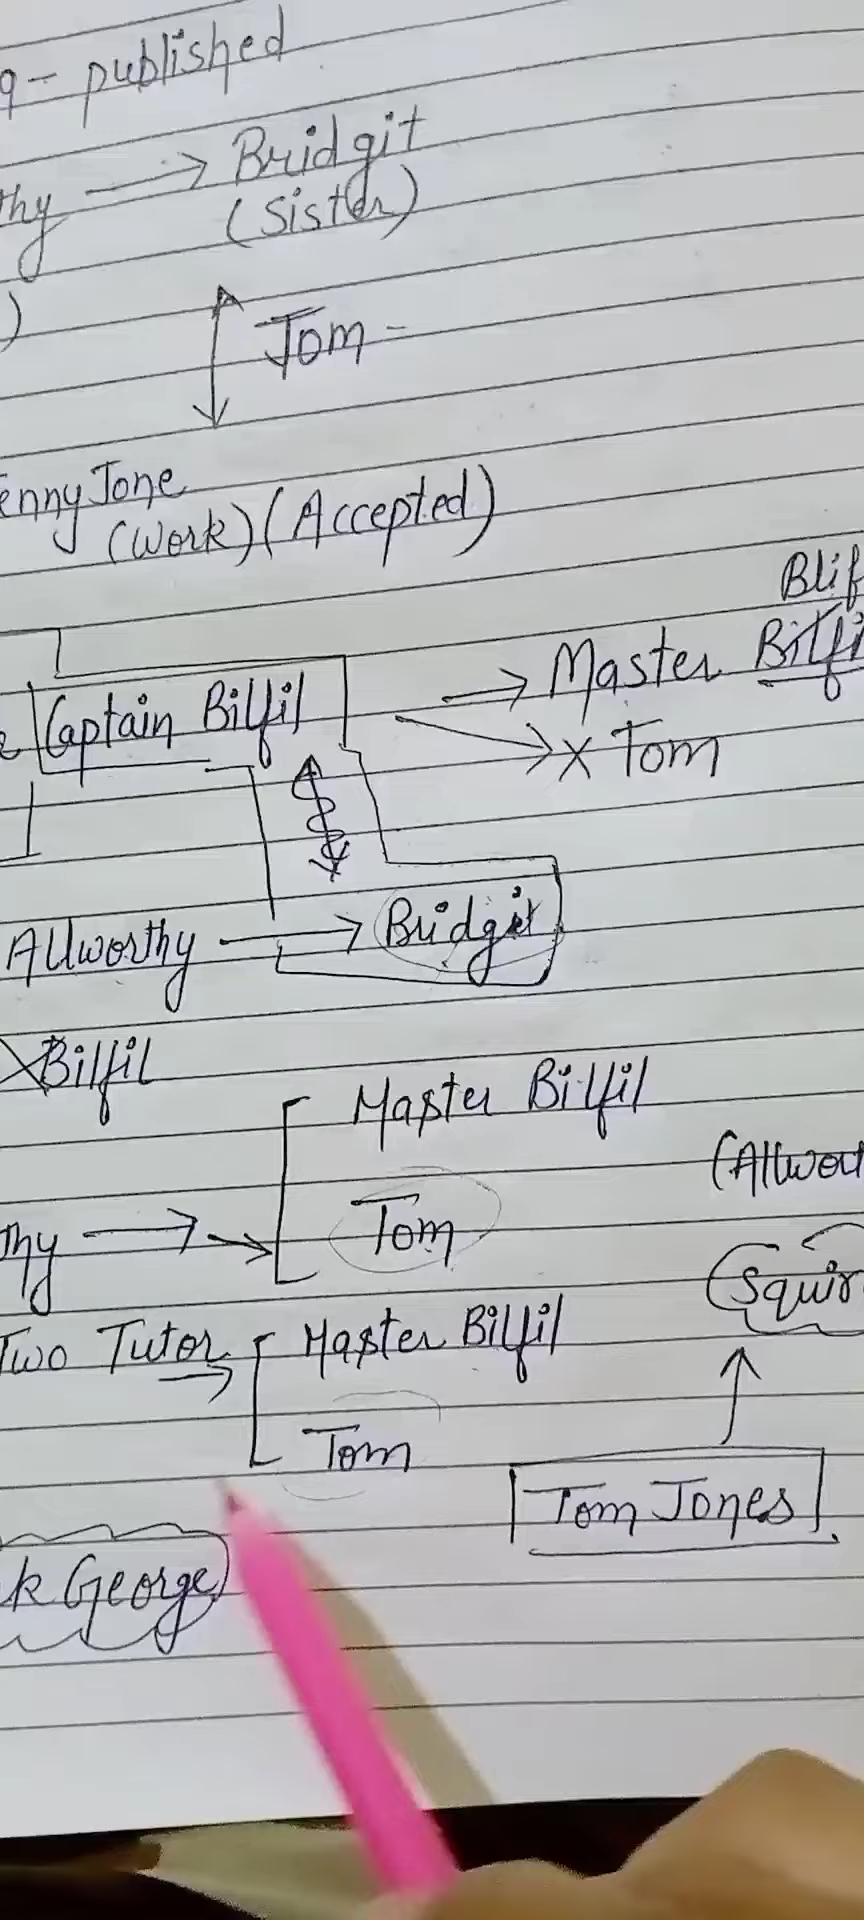 9- published
thy → Bridgit
(Sister)
)
Tom -
enny Jone
(Work) (Accepted)
Blif
→ Master Bilfi
Captain Bilfil
→ x Tom
Allworthy → Bridgit
Bilfil
Master Bilfil
(Allwort
thy → → Tom
Squir
Two Tutor → Master Bilfil
Tom
Tom Jones
k George